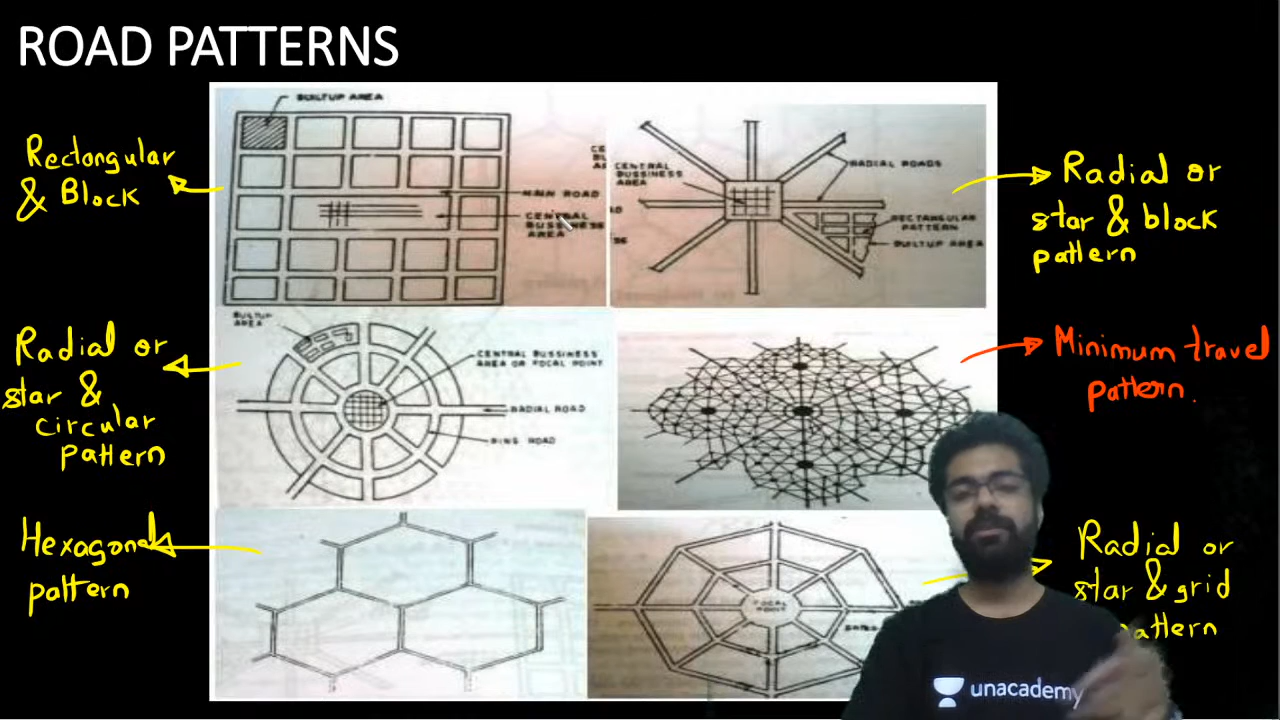 ROAD PATTERNS
Rectangular
& Block
BUILTUP AREA
MAIN ROAD
CENTRAL
BUSSINESS
AREA
CENTRAL
BUSSINESS
AREA
RADIAL ROADS
RECTANGULAR
PATTERN
BUILTUP AREA
Radial or
star & block
pattern
Radial or
star &
circular
pattern
BUILTUP
AREA
CENTRAL BUSSINESS
AREA OR FOCAL POINT
RADIAL ROAD
RING ROAD
Minimum travel
pattern.
Hexagonal
pattern
FOCAL
POINT
Radial or
star & grid
pattern
unacademy